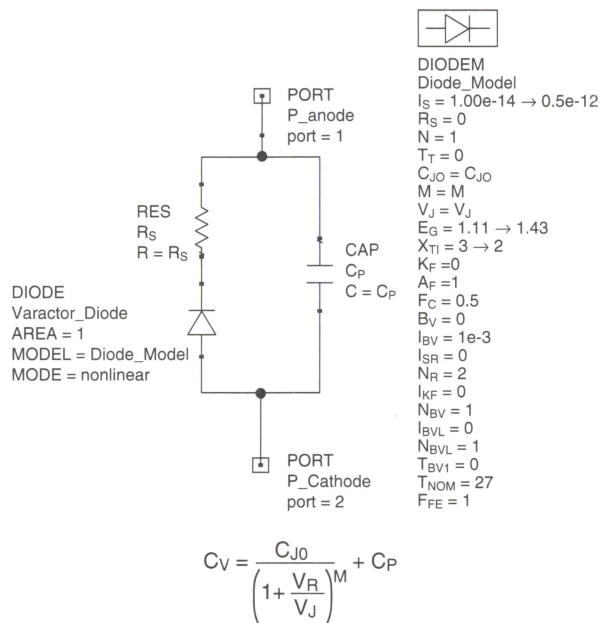 PORT
P_anode
port = 1
RES
RS
R = RS
CAP
CP
C = CP
DIODE
Varactor_Diode
AREA = 1
MODEL = Diode_Model
MODE = nonlinear
PORT
P_Cathode
port = 2
DIODEM
Diode_Model
IS = 1.00e-14 → 0.5e-12
RS = 0
N = 1
TT = 0
CJO = CJO
M = M
VJ = VJ
EG = 1.11 → 1.43
XTI = 3 → 2
KF =0
AF =1
FC = 0.5
BV = 0
IBV = 1e-3
ISR = 0
NR = 2
IKF = 0
NBV = 1
IBVL = 0
NBVL = 1
TBV1 = 0
TNOM = 27
FFE = 1
CV = CJ0 / (1 + VR / VJ)^M + CP